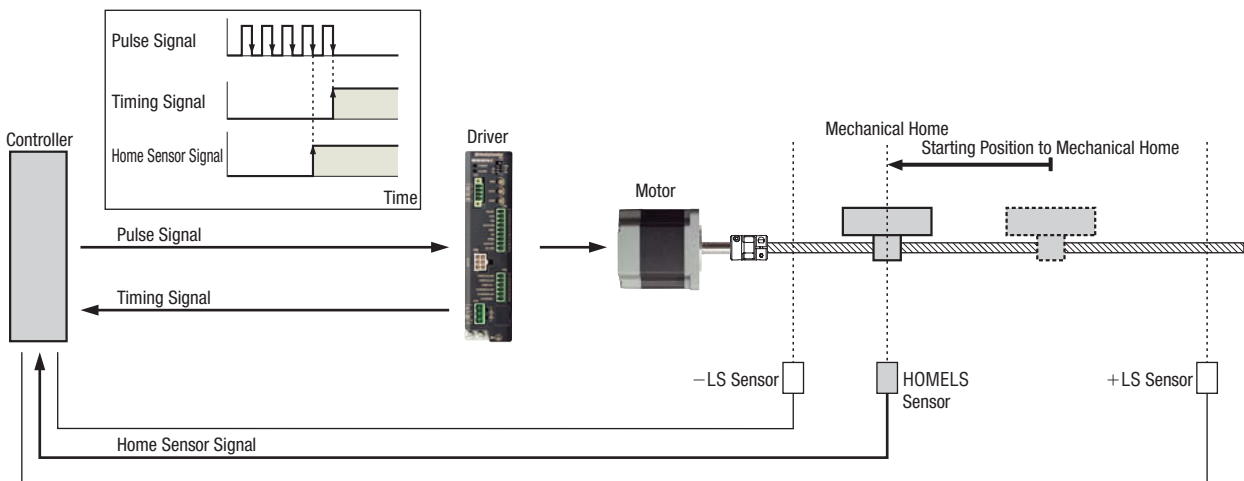 Pulse Signal
Timing Signal
Home Sensor Signal
Time
Controller
Driver
Motor
Mechanical Home
Starting Position to Mechanical Home
Pulse Signal
Timing Signal
−LS Sensor
HOMELS
Sensor
+LS Sensor
Home Sensor Signal